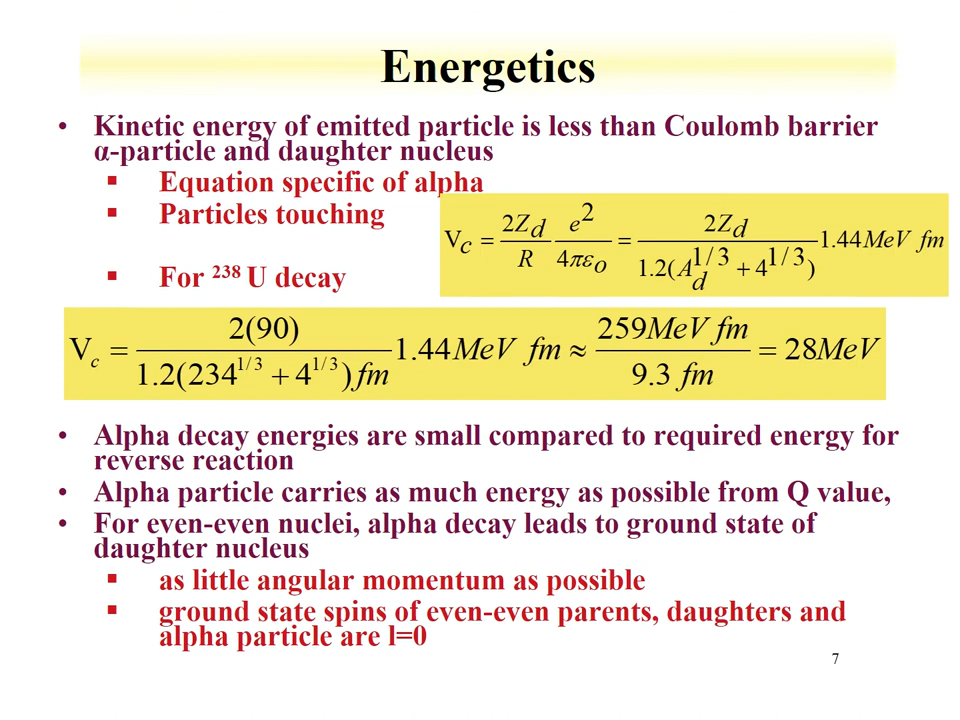 Energetics
• Kinetic energy of emitted particle is less than Coulomb barrier
α-particle and daughter nucleus
▪ Equation specific of alpha
▪ Particles touching
V_c = \frac{2Z_d}{R} \frac{e^2}{4πε_o} = \frac{2Z_d}{1.2(A_d^{1/3} + 4^{1/3})} 1.44 MeV fm
▪ For ^{238} U decay
V_c = \frac{2(90)}{1.2(234^{1/3} + 4^{1/3}) fm} 1.44 MeV fm ≈ \frac{259 MeV fm}{9.3 fm} = 28 MeV
• Alpha decay energies are small compared to required energy for
reverse reaction
• Alpha particle carries as much energy as possible from Q value,
• For even-even nuclei, alpha decay leads to ground state of
daughter nucleus
▪ as little angular momentum as possible
▪ ground state spins of even-even parents, daughters and
alpha particle are l=0
7